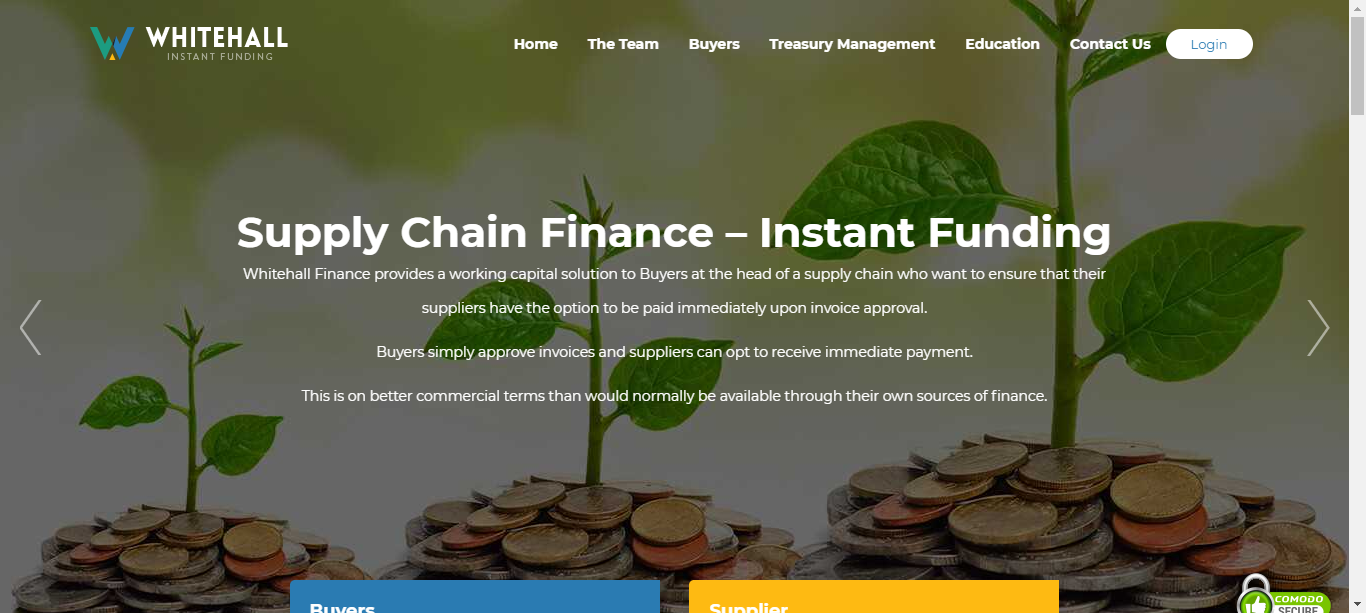 WHITEHALL
INSTANT FUNDING
Home The Team Buyers Treasury Management Education Contact Us Login
Supply Chain Finance – Instant Funding
Whitehall Finance provides a working capital solution to Buyers at the head of a supply chain who want to ensure that their
suppliers have the option to be paid immediately upon invoice approval.
Buyers simply approve invoices and suppliers can opt to receive immediate payment.
This is on better commercial terms than would normally be available through their own sources of finance.
Buyers
Supplier
COMODO
SECURE